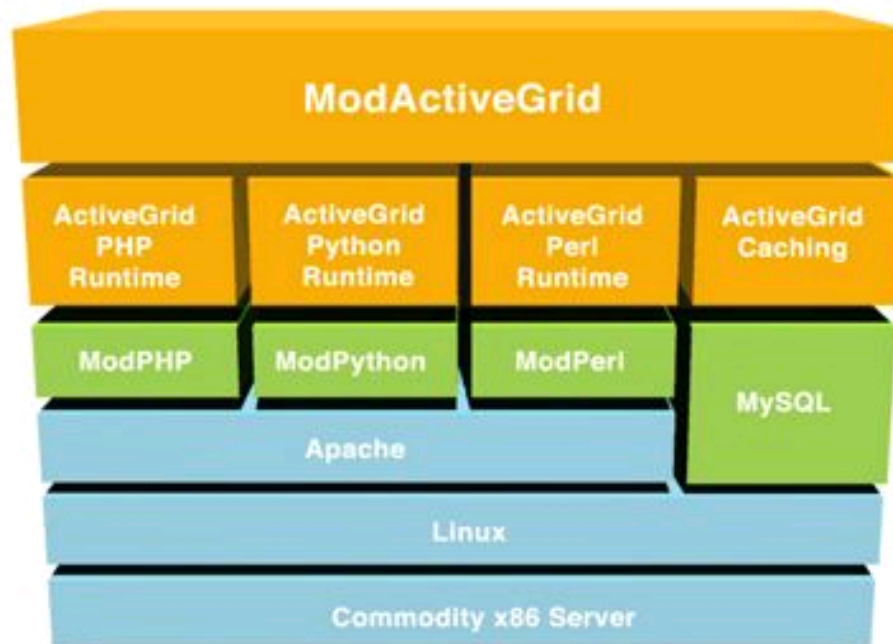 ModActiveGrid
ActiveGrid
PHP
Runtime
ActiveGrid
Python
Runtime
ActiveGrid
Perl
Runtime
ActiveGrid
Caching
ModPHP
ModPython
ModPerl
MySQL
Apache
Linux
Commodity x86 Server